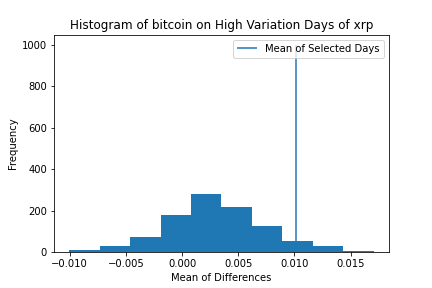 Histogram of bitcoin on High Variation Days of xrp
Mean of Selected Days
1000
800
600
400
200
0
Frequency
−0.010 −0.005 0.000 0.005 0.010 0.015
Mean of Differences